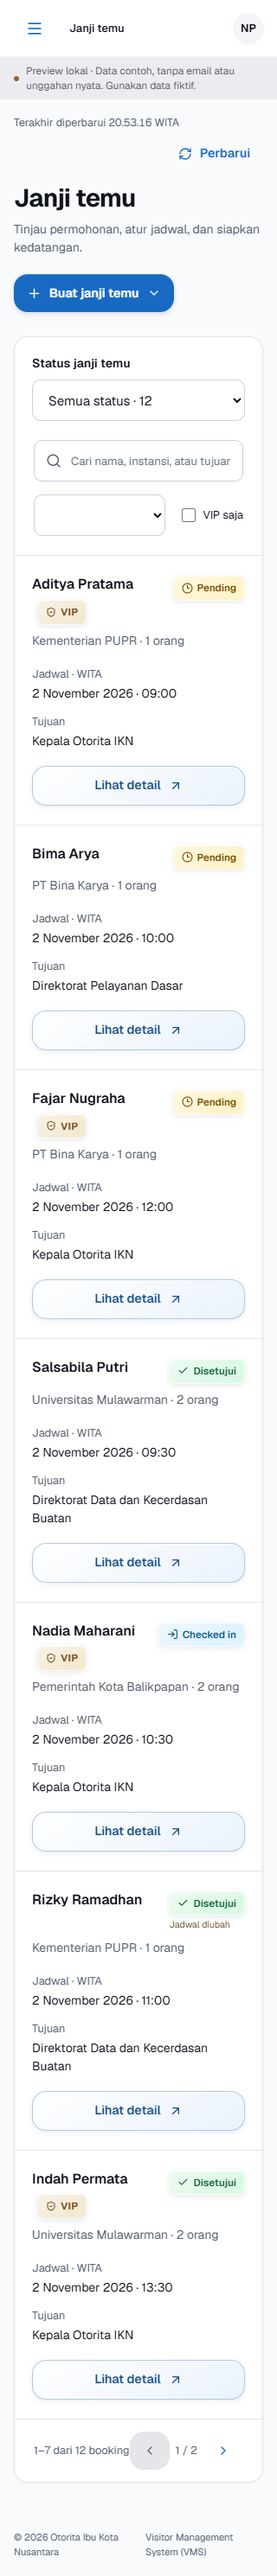 Janji temu
NP
Preview lokal · Data contoh, tanpa email atau
unggahan nyata. Gunakan data fiktif.
Terakhir diperbarui 20.53.16 WITA
Perbarui
Janji temu
Tinjau permohonan, atur jadwal, dan siapkan
kedatangan.
Buat janji temu
Status janji temu
Semua status · 12
Cari nama, instansi, atau tujuar
VIP saja
Aditya Pratama
Pending
VIP
Kementerian PUPR · 1 orang
Jadwal · WITA
2 November 2026 · 09:00
Tujuan
Kepala Otorita IKN
Lihat detail
Bima Arya
Pending
PT Bina Karya · 1 orang
Jadwal · WITA
2 November 2026 · 10:00
Tujuan
Direktorat Pelayanan Dasar
Lihat detail
Fajar Nugraha
Pending
VIP
PT Bina Karya · 1 orang
Jadwal · WITA
2 November 2026 · 12:00
Tujuan
Kepala Otorita IKN
Lihat detail
Salsabila Putri
Disetujui
Universitas Mulawarman · 2 orang
Jadwal · WITA
2 November 2026 · 09:30
Tujuan
Direktorat Data dan Kecerdasan
Buatan
Lihat detail
Nadia Maharani
Checked in
VIP
Pemerintah Kota Balikpapan · 2 orang
Jadwal · WITA
2 November 2026 · 10:30
Tujuan
Kepala Otorita IKN
Lihat detail
Rizky Ramadhan
Disetujui
Jadwal diubah
Kementerian PUPR · 1 orang
Jadwal · WITA
2 November 2026 · 11:00
Tujuan
Direktorat Data dan Kecerdasan
Buatan
Lihat detail
Indah Permata
Disetujui
VIP
Universitas Mulawarman · 2 orang
Jadwal · WITA
2 November 2026 · 13:30
Tujuan
Kepala Otorita IKN
Lihat detail
1–7 dari 12 booking
1 / 2
© 2026 Otorita Ibu Kota
Nusantara
Visitor Management
System (VMS)